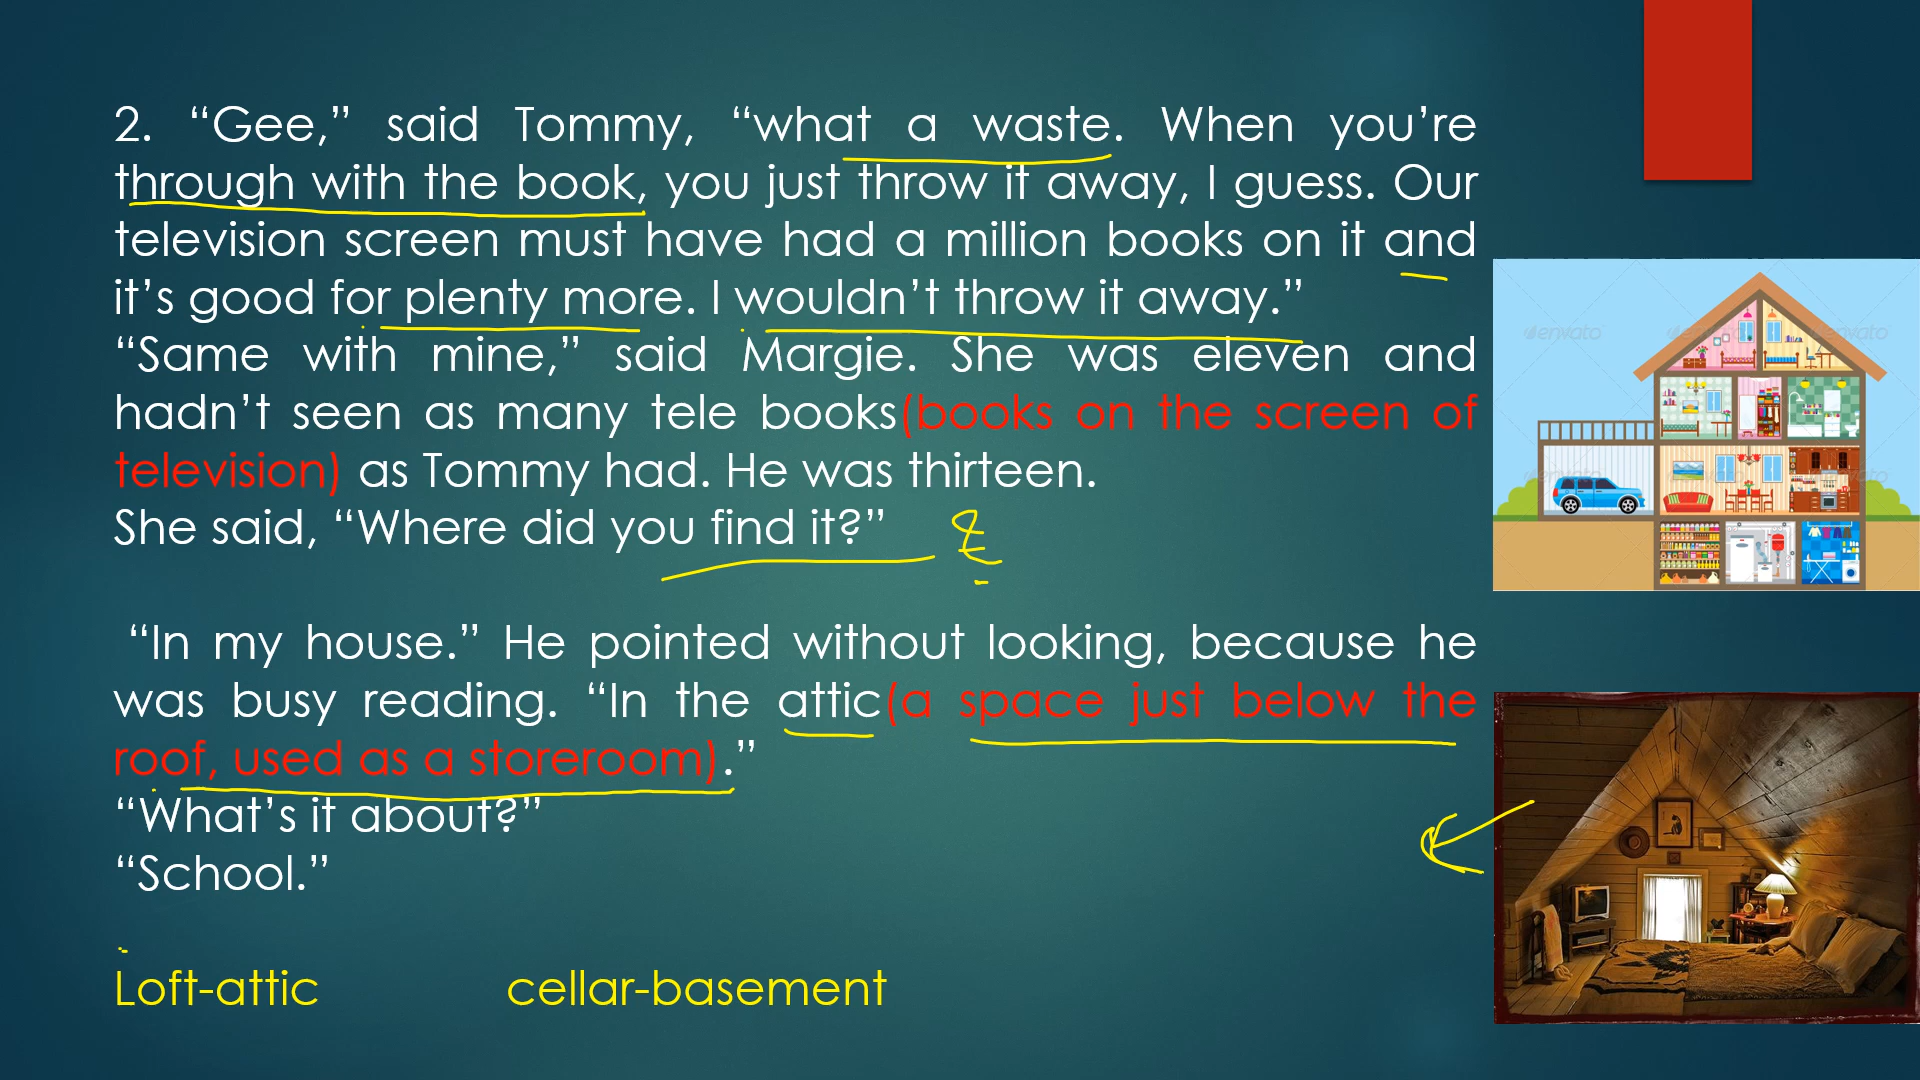 2. “Gee,” said Tommy, “what a waste. When you’re
through with the book, you just throw it away, I guess. Our
television screen must have had a million books on it and
it’s good for plenty more. I wouldn’t throw it away.”
“Same with mine,” said Margie. She was eleven and
hadn’t seen as many tele books(books on the screen of
television) as Tommy had. He was thirteen.
She said, “Where did you find it?”
“In my house.” He pointed without looking, because he
was busy reading. “In the attic(a space just below the
roof, used as a storeroom).”
“What’s it about?”
“School.”
Loft-attic cellar-basement
envato
envato
envato
envato
envato